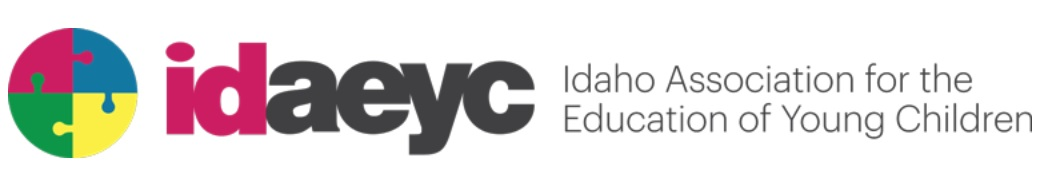 idaeyc
Idaho Association for the
Education of Young Children